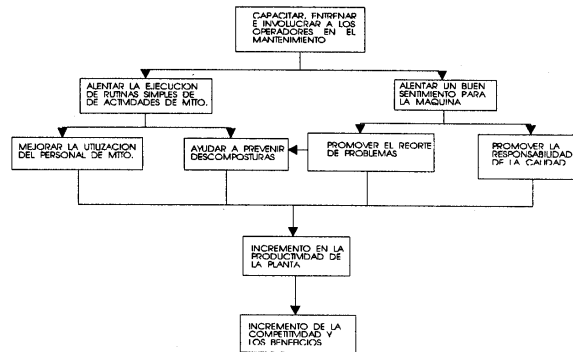 CAPACITAR, ENTRENAR
E INVOLUCRAR A LOS
OPERADORES EN EL
MANTENIMIENTO
ALENTAR LA EJECUCION
DE RUTINAS SIMPLES DE
DE ACTIVIDADES DE MTTO.
ALENTAR UN BUEN
SENTIMIENTO PARA
LA MAQUINA
MEJORAR LA UTILIZACION
DEL PERSONAL DE MTTO.
AYUDAR A PREVENIR
DESCOMPOSTURAS
PROMOVER EL REORTE
DE PROBLEMAS
PROMOVER LA
RESPONSABILIDAD
DE LA CALIDAD
INCREMENTO EN LA
PRODUCTIVIDAD DE
LA PLANTA
INCREMENTO DE LA
COMPETITIVIDAD Y
LOS BENEFICIOS